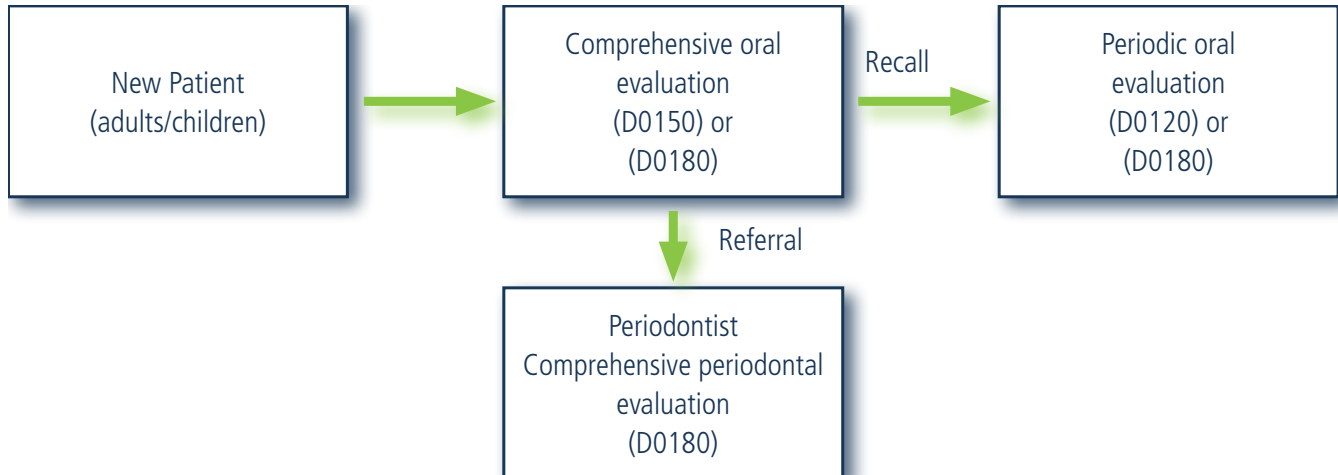 New Patient
(adults/children)
Comprehensive oral
evaluation
(D0150) or
(D0180)
Recall
Periodic oral
evaluation
(D0120) or
(D0180)
Referral
Periodontist
Comprehensive periodontal
evaluation
(D0180)